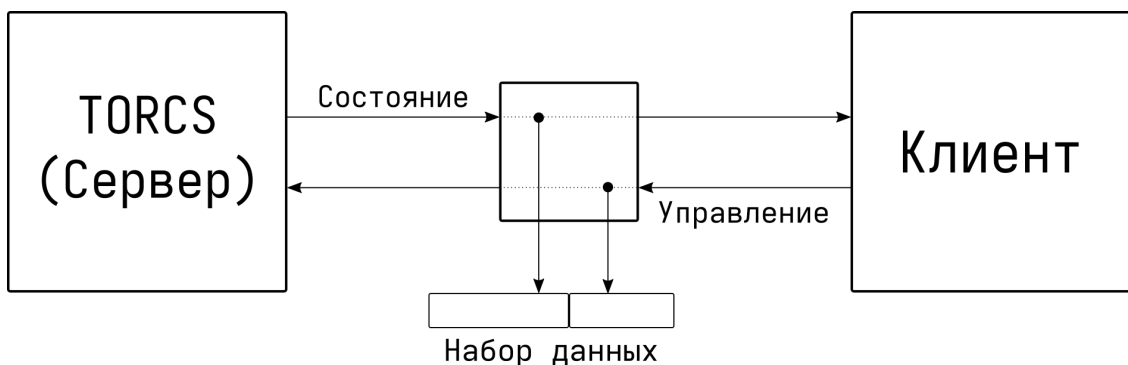 TORCS
(Сервер)
Состояние
Клиент
Управление
Набор данных